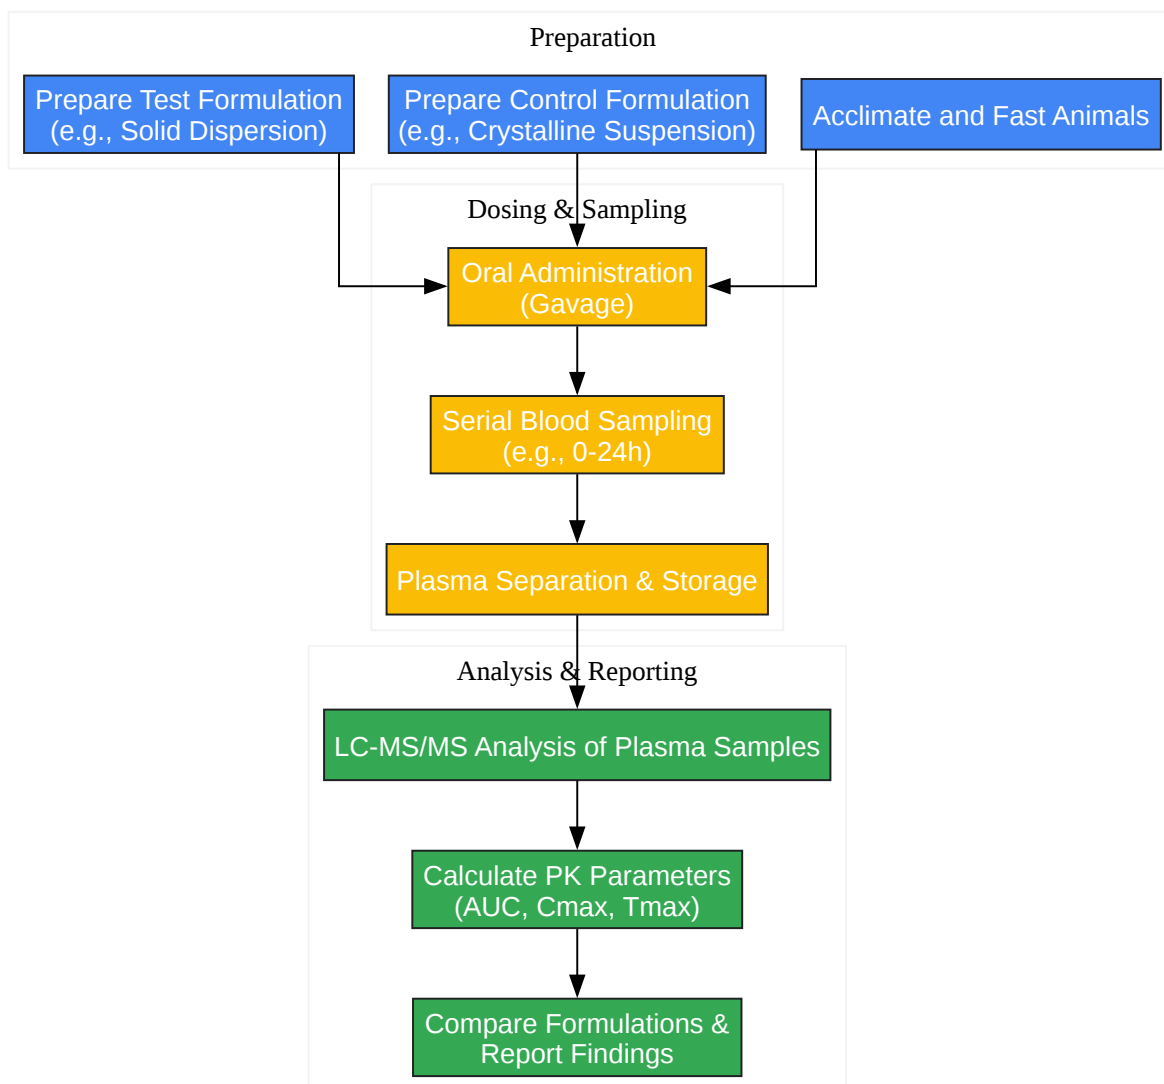 Preparation
Prepare Test Formulation
(e.g., Solid Dispersion)
Prepare Control Formulation
(e.g., Crystalline Suspension)
Acclimate and Fast Animals
Dosing & Sampling
Oral Administration
(Gavage)
Serial Blood Sampling
(e.g., 0-24h)
Plasma Separation & Storage
Analysis & Reporting
LC-MS/MS Analysis of Plasma Samples
Calculate PK Parameters
(AUC, Cmax, Tmax)
Compare Formulations &
Report Findings